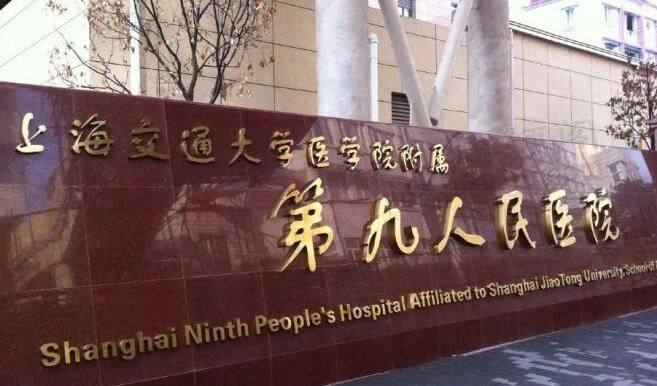 上海交通大学医学院附属
第九人民医院
Shanghai Ninth People's Hospital Affiliated to Shanghai JiaoTong University, School of